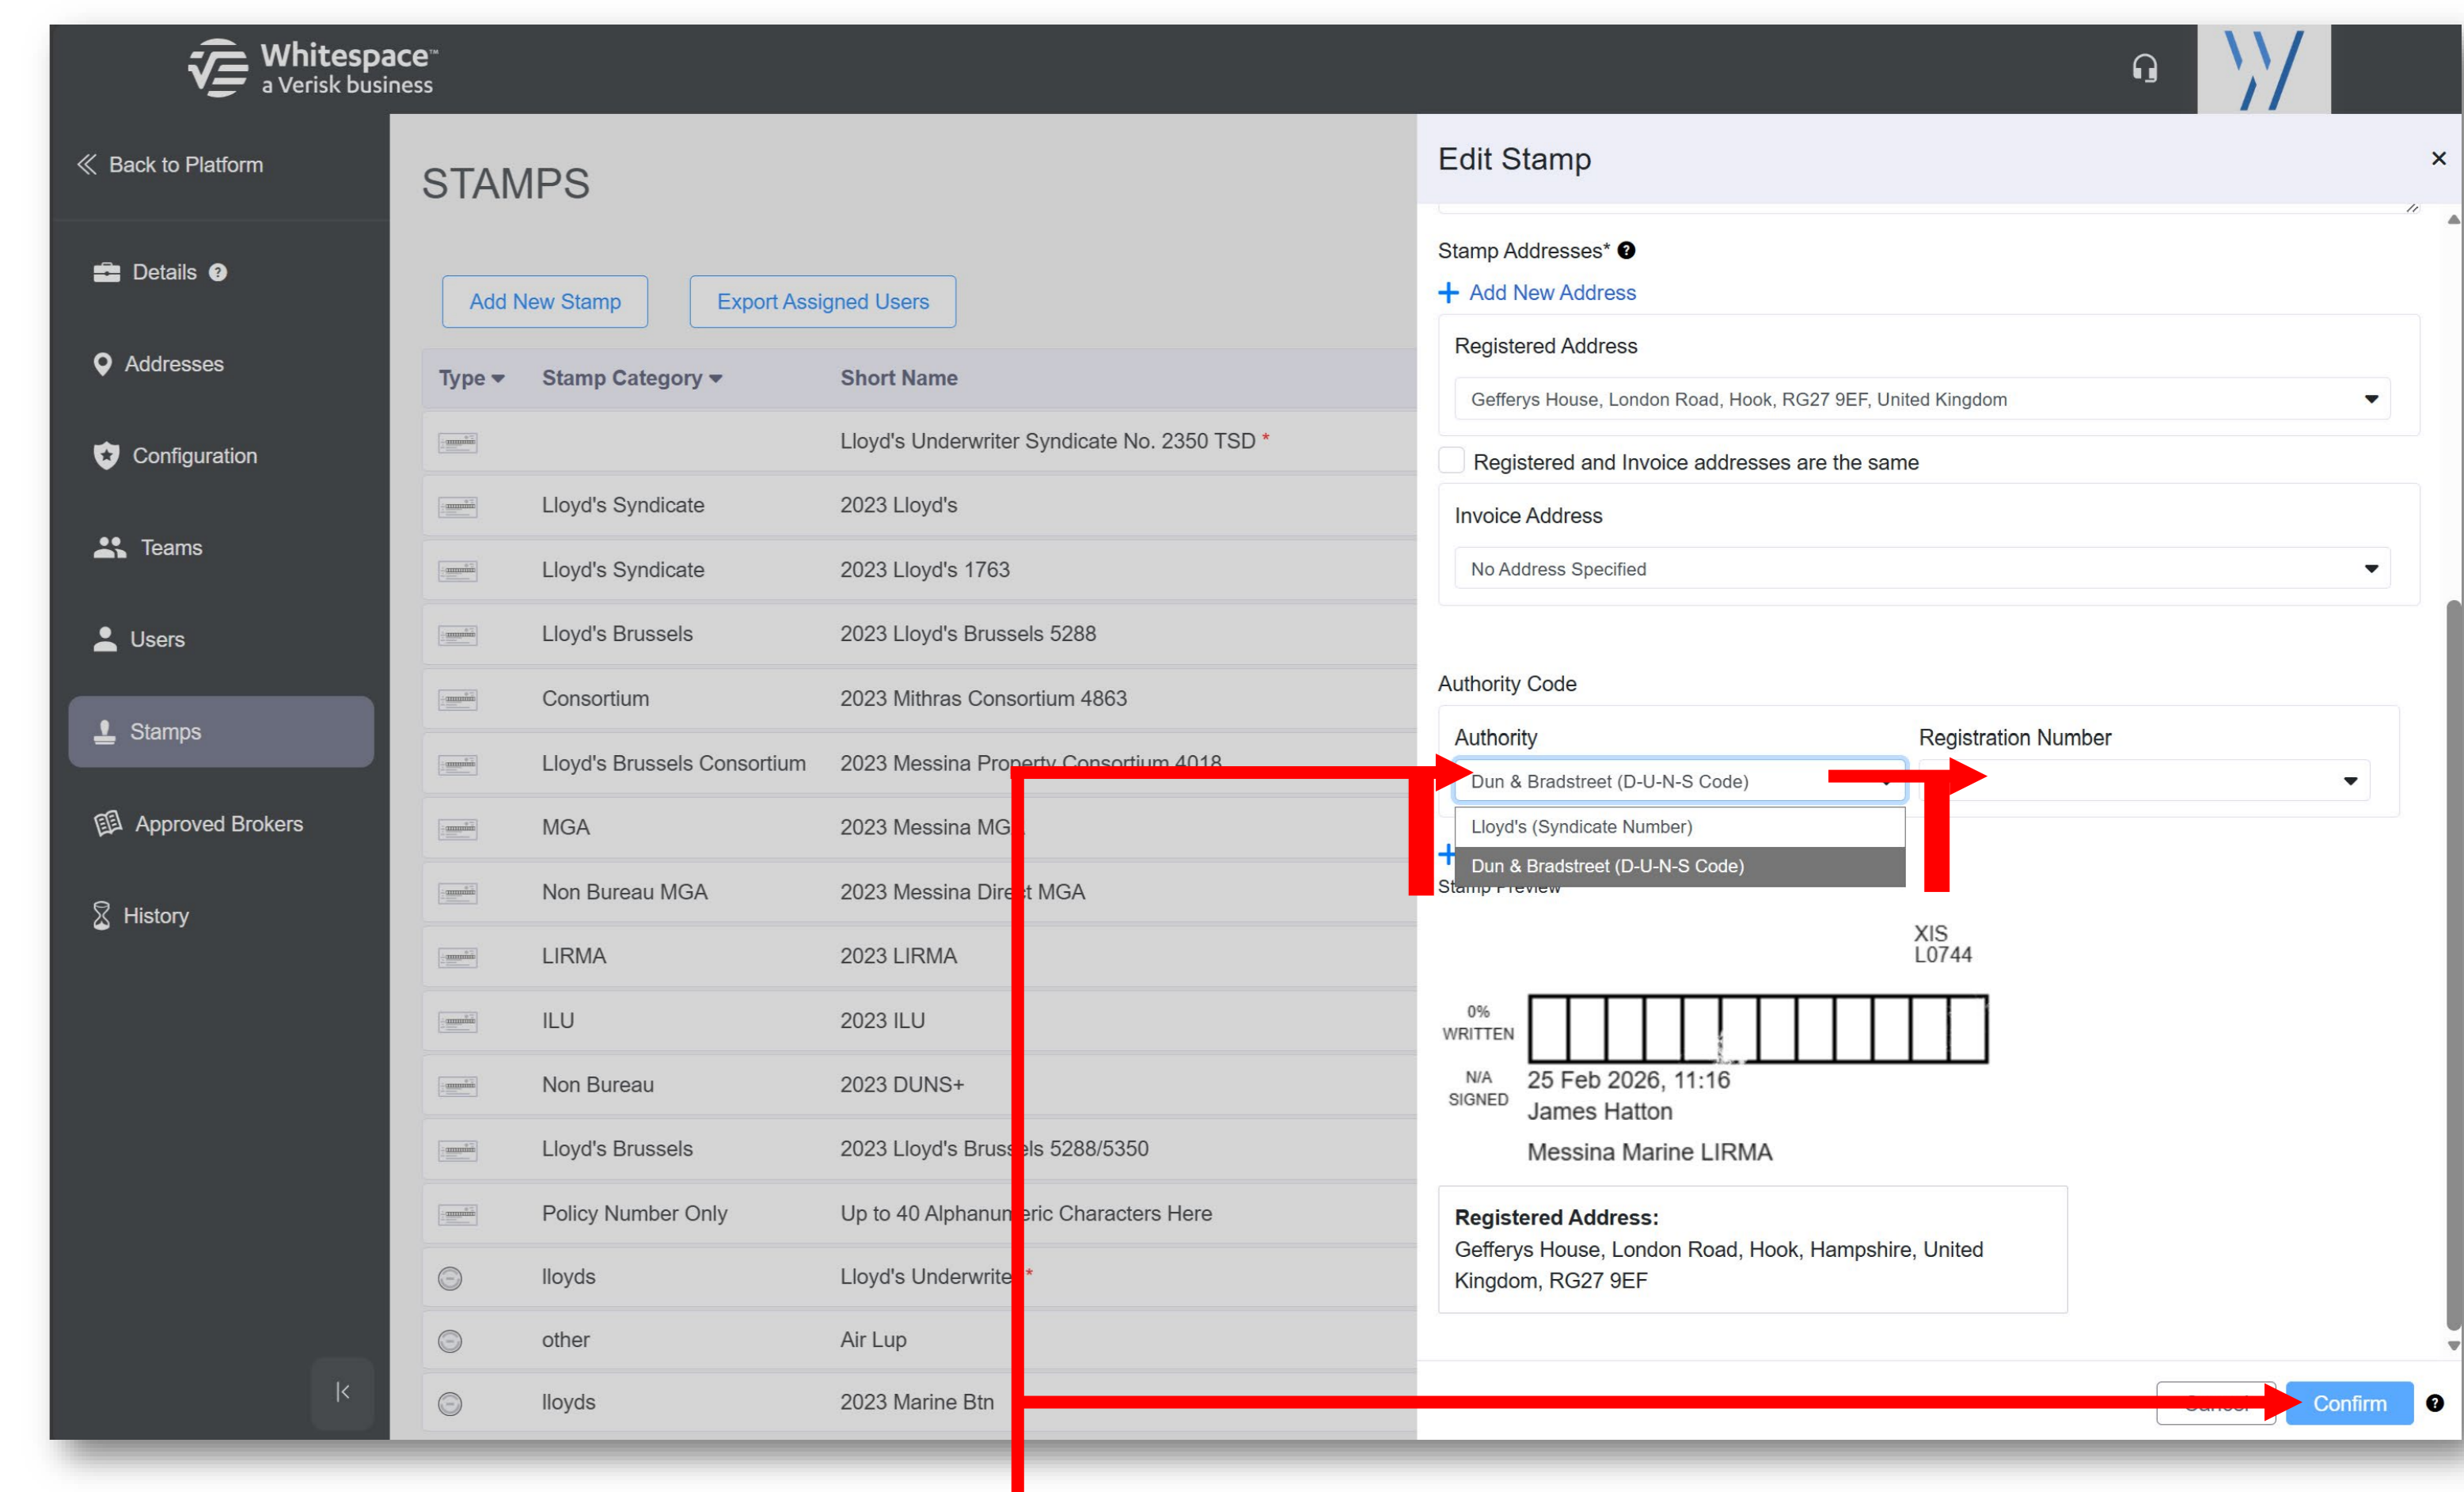 Whitespace™
a Verisk business
Back to Platform
Details
Addresses
Configuration
Teams
Users
Stamps
Approved Brokers
History
STAMPS
Add New Stamp
Export Assigned Users
Type Stamp Category Short Name
Lloyd's Underwriter Syndicate No. 2350 TSD *
Lloyd's Syndicate 2023 Lloyd's
Lloyd's Syndicate 2023 Lloyd's 1763
Lloyd's Brussels 2023 Lloyd's Brussels 5288
Consortium 2023 Mithras Consortium 4863
Lloyd's Brussels Consortium 2023 Messina Property Consortium 4018
MGA 2023 Messina MGA
Non Bureau MGA 2023 Messina Direct MGA
LIRMA 2023 LIRMA
ILU 2023 ILU
Non Bureau 2023 DUNS+
Lloyd's Brussels 2023 Lloyd's Brussels 5288/5350
Policy Number Only Up to 40 Alphanumeric Characters Here
lloyds Lloyd's Underwriter *
other Air Lup
lloyds 2023 Marine Btn
Edit Stamp ×
Stamp Addresses* ?
+ Add New Address
Registered Address
Gefferys House, London Road, Hook, RG27 9EF, United Kingdom
Registered and Invoice addresses are the same
Invoice Address
No Address Specified
Authority Code
Authority Registration Number
Dun & Bradstreet (D-U-N-S Code)
Lloyd's (Syndicate Number)
Dun & Bradstreet (D-U-N-S Code)
Stamp Preview
XIS
L0744
0%
WRITTEN
N/A
SIGNED
25 Feb 2026, 11:16
James Hatton
Messina Marine LIRMA
Registered Address:
Gefferys House, London Road, Hook, Hampshire, United
Kingdom, RG27 9EF
Cancel
Confirm ?